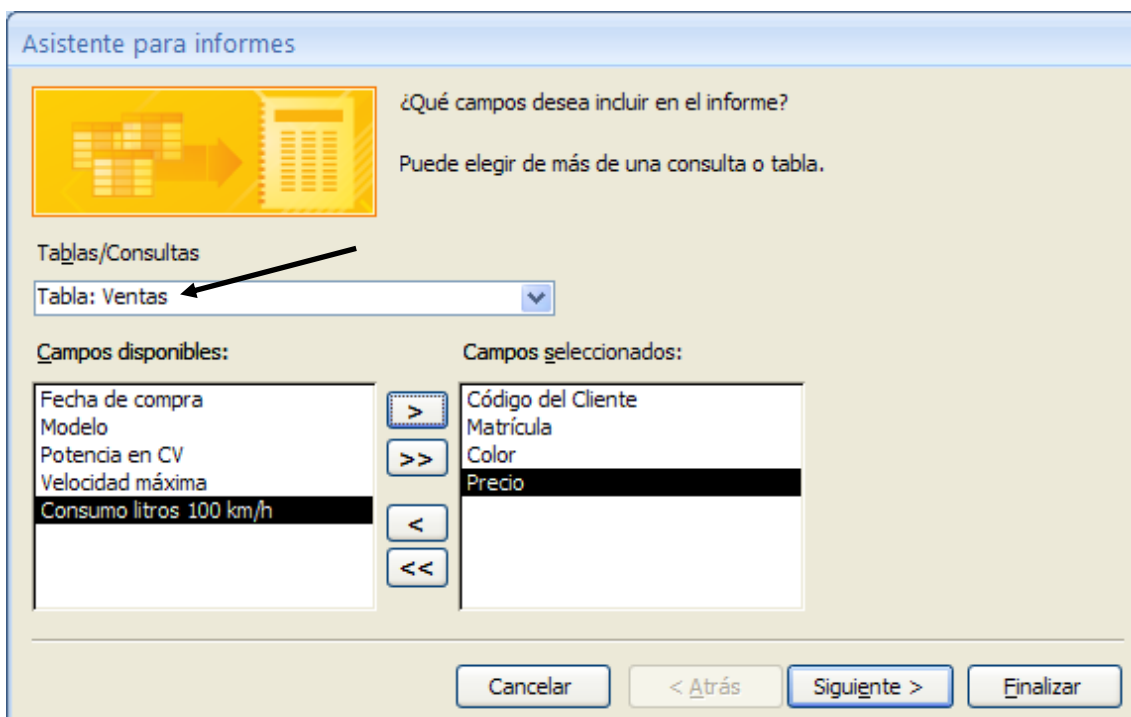 Asistente para informes
¿Qué campos desea incluir en el informe?
Puede elegir de más de una consulta o tabla.
Tablas/Consultas
Tabla: Ventas
Campos disponibles:
Fecha de compra
Modelo
Potencia en CV
Velocidad máxima
Consumo litros 100 km/h
>
>>
<
<<
Campos seleccionados:
Código del Cliente
Matrícula
Color
Precio
Cancelar
< Atrás
Siguiente >
Finalizar